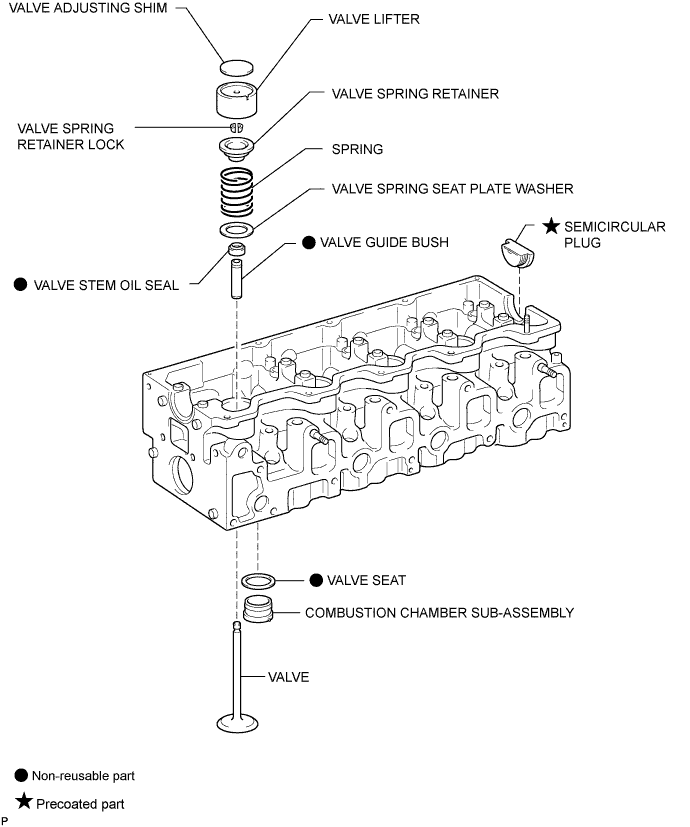 VALVE ADJUSTING SHIM
VALVE LIFTER
VALVE SPRING RETAINER
VALVE SPRING
RETAINER LOCK
SPRING
VALVE SPRING SEAT PLATE WASHER
★ SEMICIRCULAR
PLUG
● VALVE GUIDE BUSH
● VALVE STEM OIL SEAL
● VALVE SEAT
COMBUSTION CHAMBER SUB-ASSEMBLY
VALVE
● Non-reusable part
★ Precoated part
P